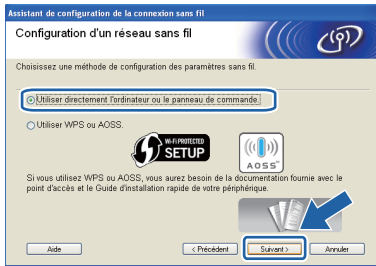 Assistant de configuration de la connexion sans fil
Configuration d'un réseau sans fil
Choisissez une méthode de configuration des paramètres sans fil.
Utiliser directement l'ordinateur ou le panneau de commande.
Utiliser WPS ou AOSS.
WI-FI PROTECTED
SETUP
AOSS
Si vous utilisez WPS ou AOSS, vous aurez besoin de la documentation fournie avec le
point d'accès et le Guide d'installation rapide de votre périphérique.
Aide
< Précédent
Suivant >
Annuler